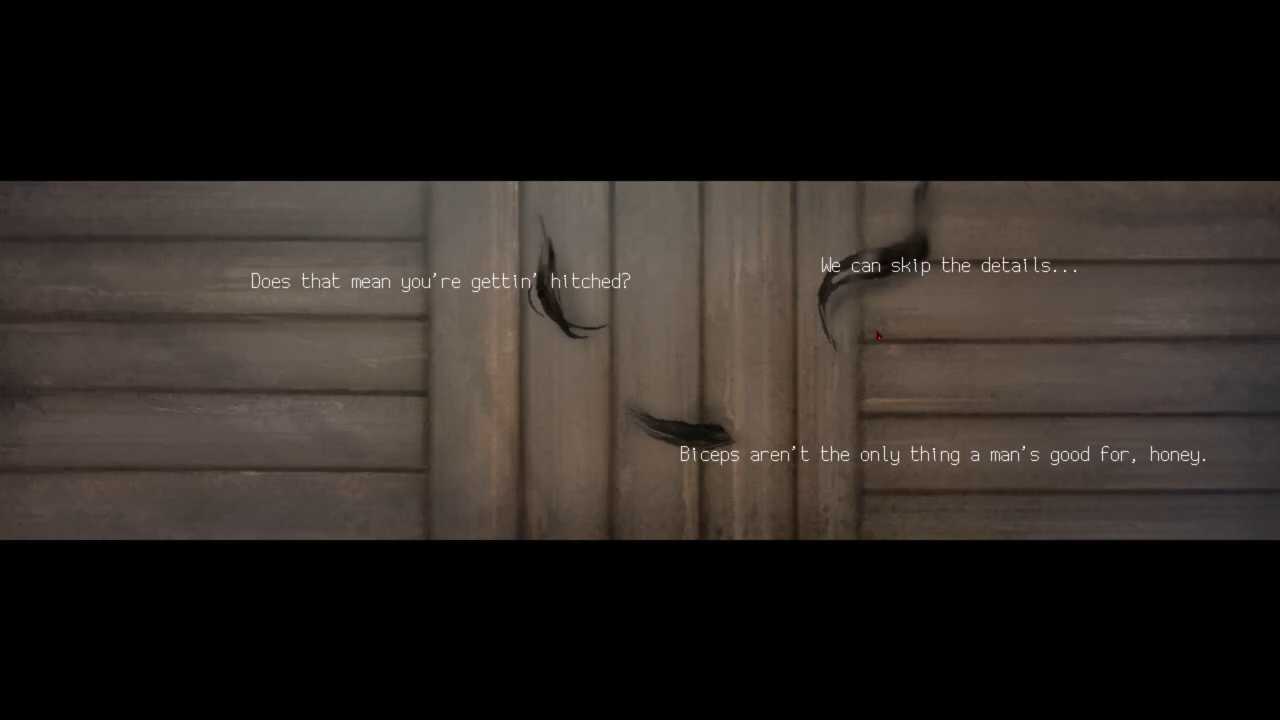 Does that mean you're gettin' hitched?
We can skip the details...
Biceps aren't the only thing a man's good for, honey.